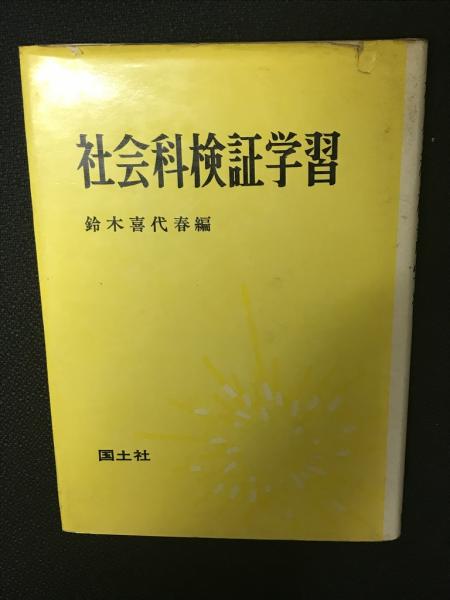 社会科検証学習
鈴木喜代春編
国土社